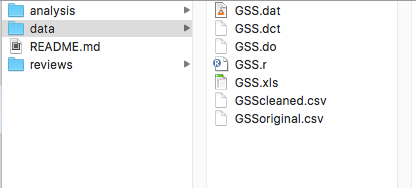 analysis
data
README.md
reviews
GSS.dat
GSS.dct
GSS.do
GSS.r
GSS.xls
GSScleaned.csv
GSSoriginal.csv